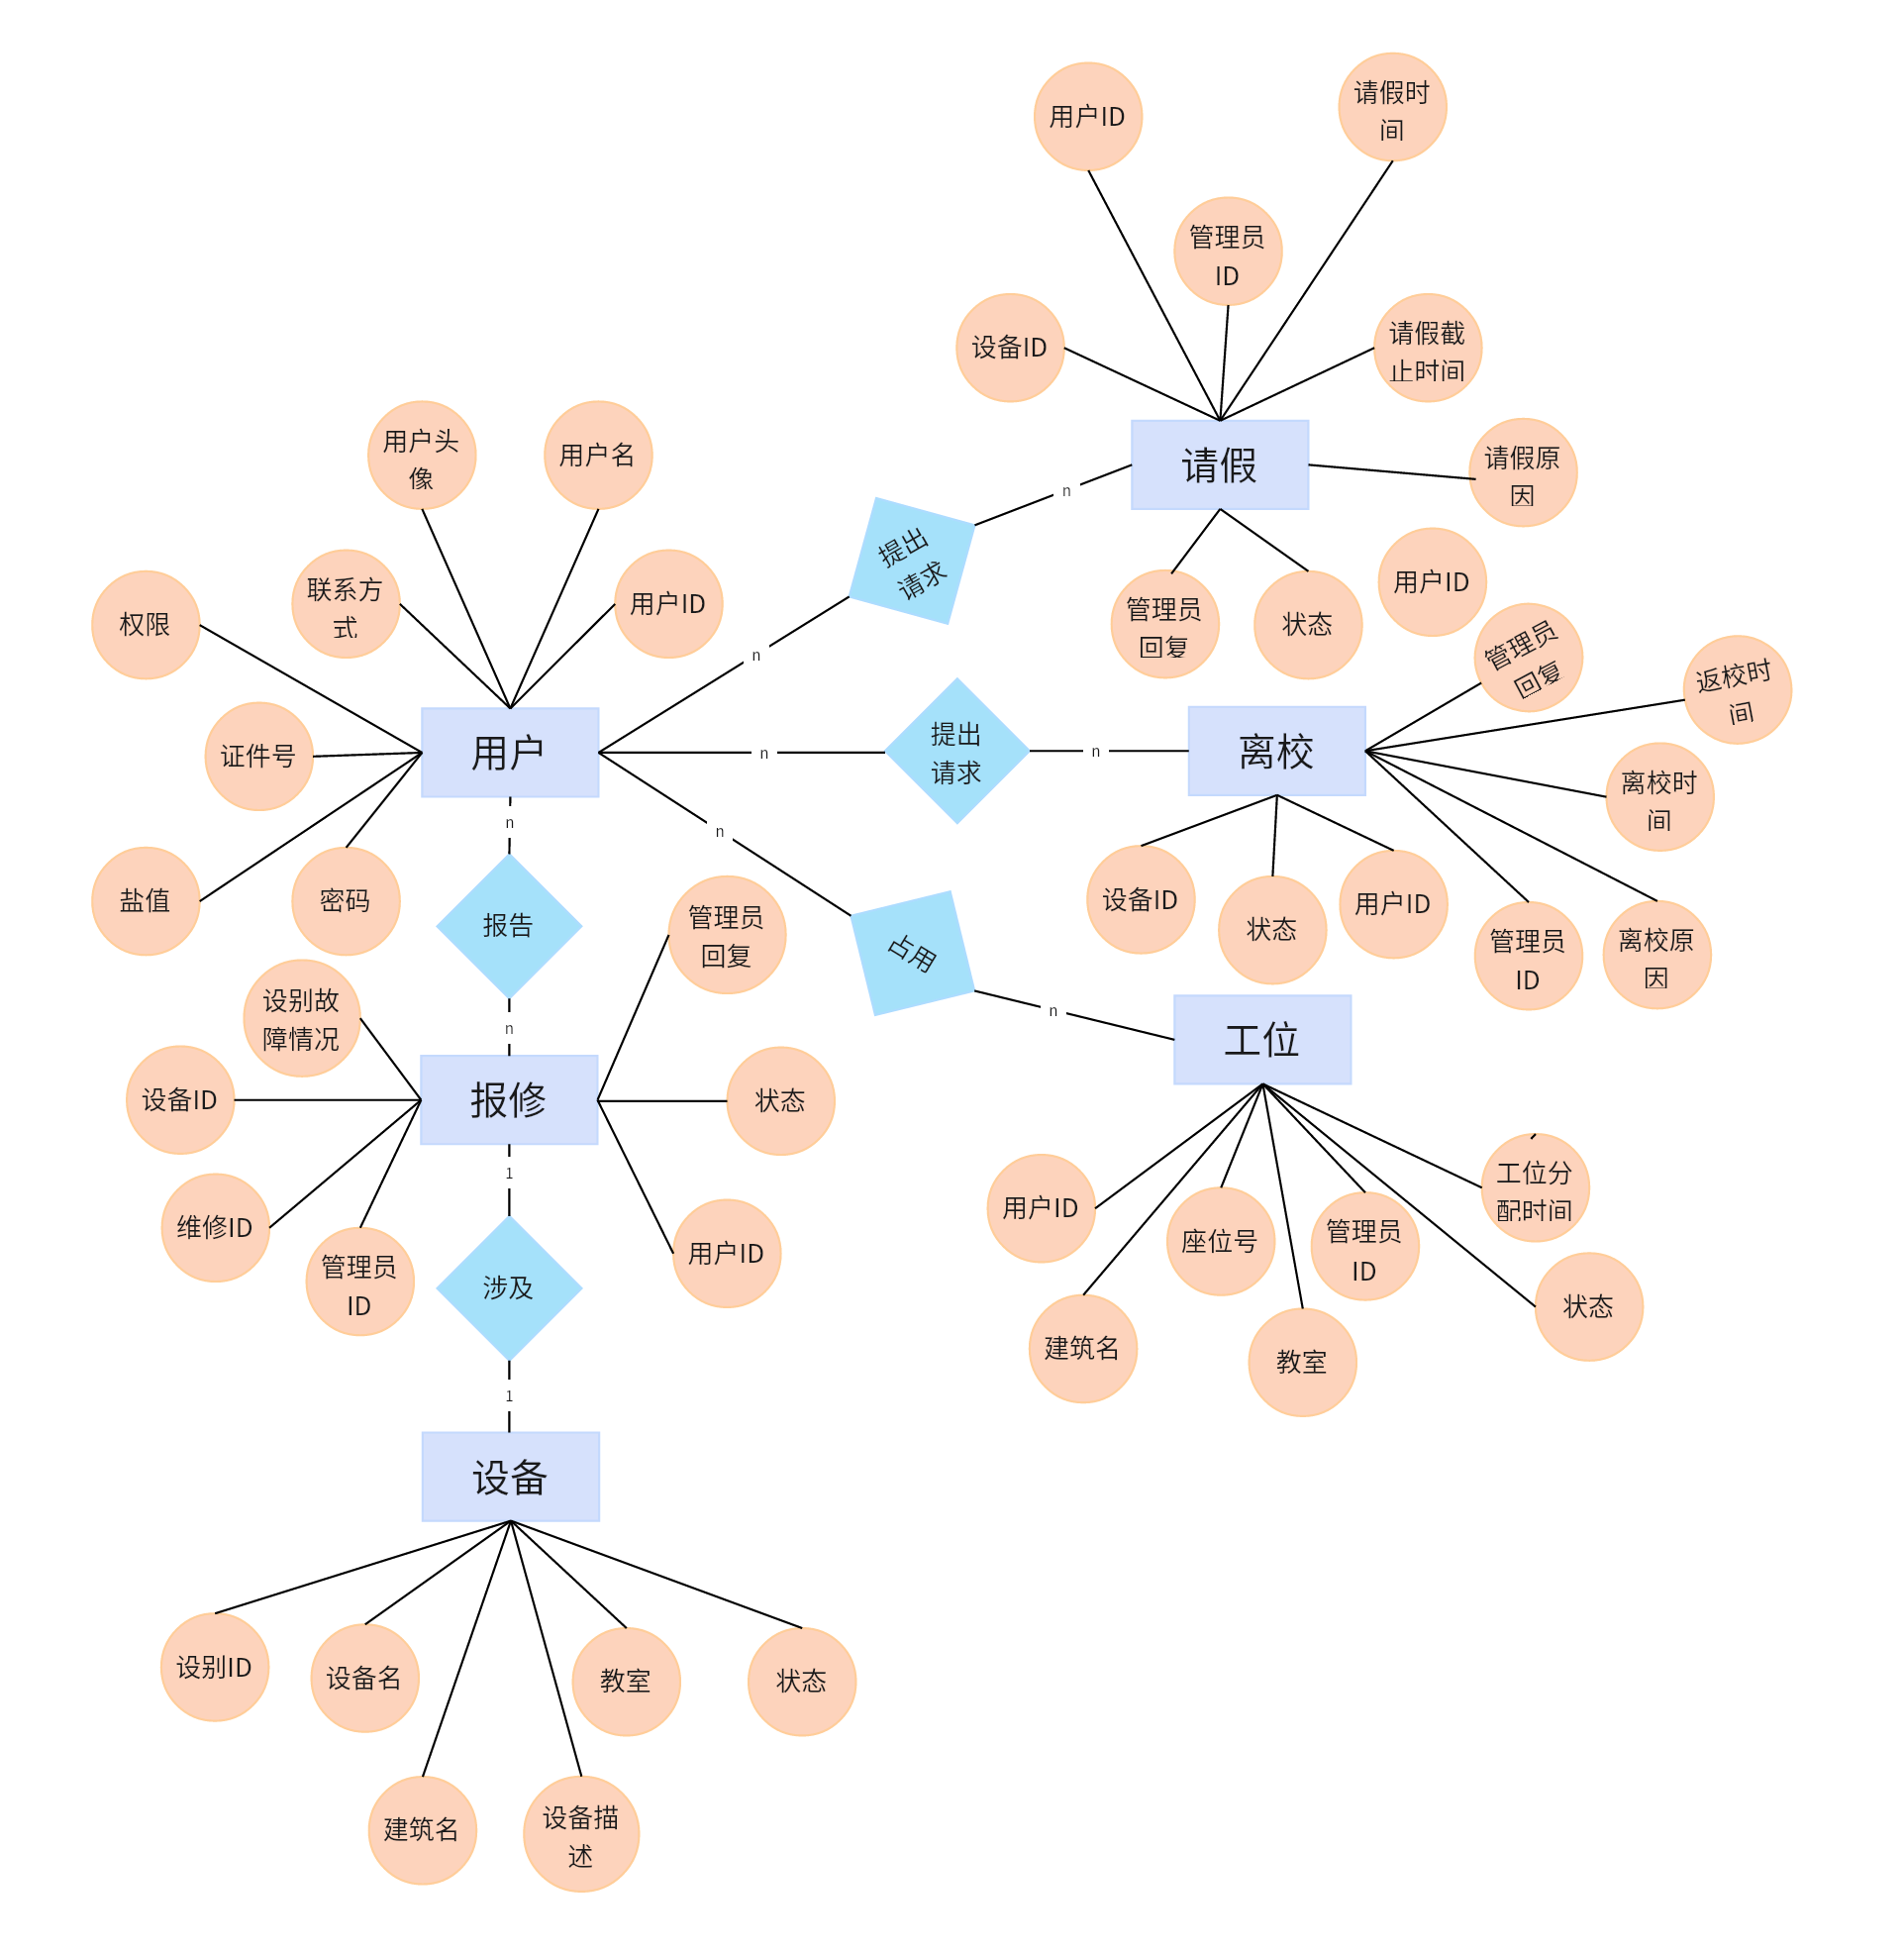 用户ID
请假时
间
管理员
ID
设备ID
请假截
止时间
请假
请假原
因
管理员
回复
状态
用户ID
n
提出
请求
n
用户头
像
用户名
联系方
式
用户ID
权限
证件号
用户
盐值
密码
n
提出
请求
n
离校
管理员
回复
返校时
间
离校时
间
设备ID
状态
用户ID
管理员
ID
离校原
因
n
占用
n
工位
用户ID
座位号
管理员
ID
工位分
配时间
建筑名
教室
状态
n
报告
n
管理员
回复
设别故
障情况
设备ID
报修
状态
维修ID
管理员
ID
用户ID
1
涉及
1
设备
设别ID
设备名
教室
状态
建筑名
设备描
述